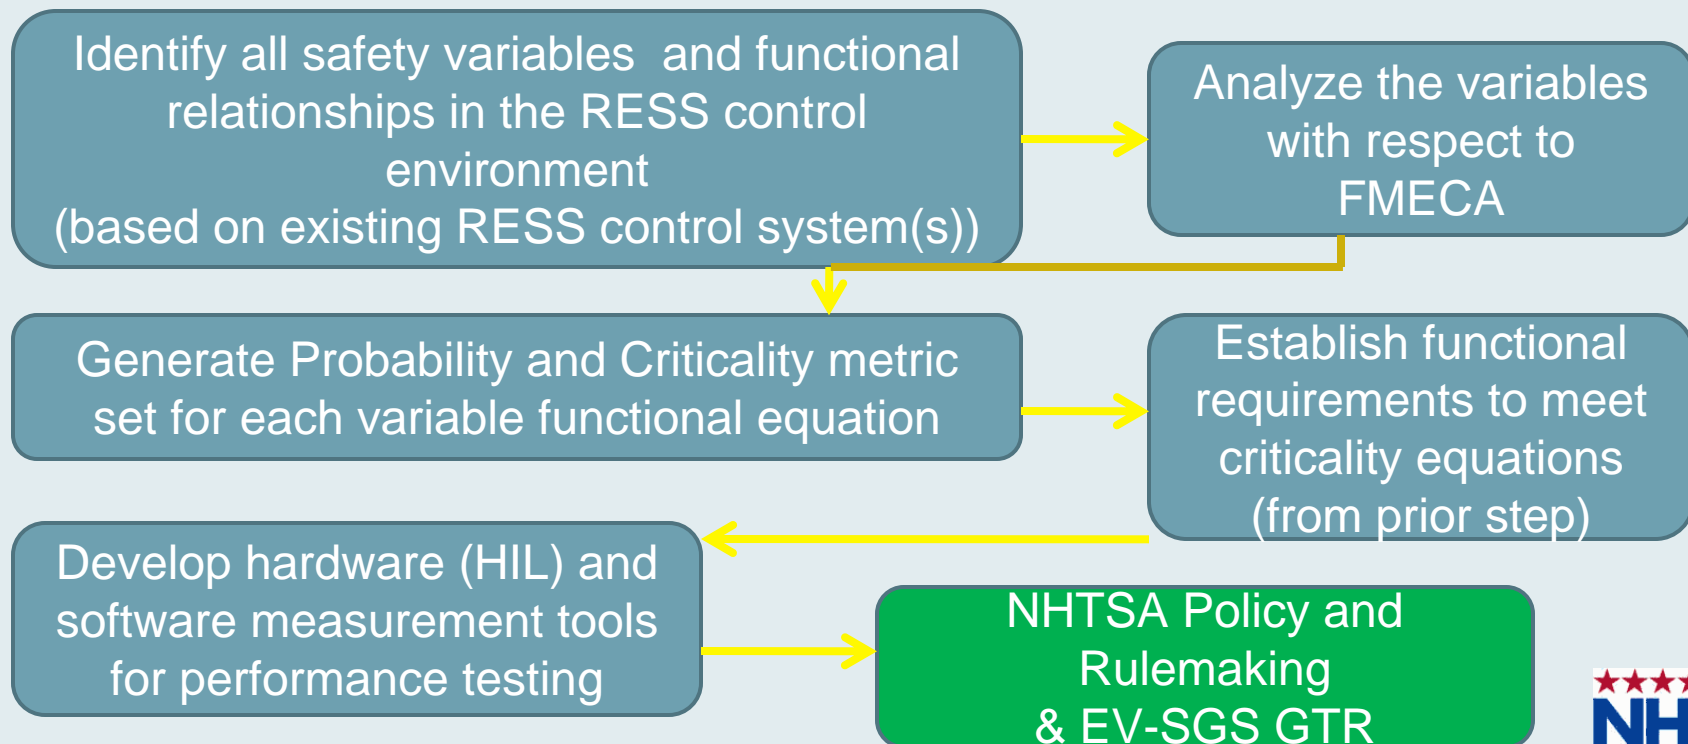 Identify all safety variables and functional
relationships in the RESS control
environment
(based on existing RESS control system(s))
Analyze the variables
with respect to
FMECA
Generate Probability and Criticality metric
set for each variable functional equation
Establish functional
requirements to meet
criticality equations
(from prior step)
Develop hardware (HIL) and
software measurement tools
for performance testing
NHTSA Policy and
Rulemaking
& EV-SGS GTR
NH